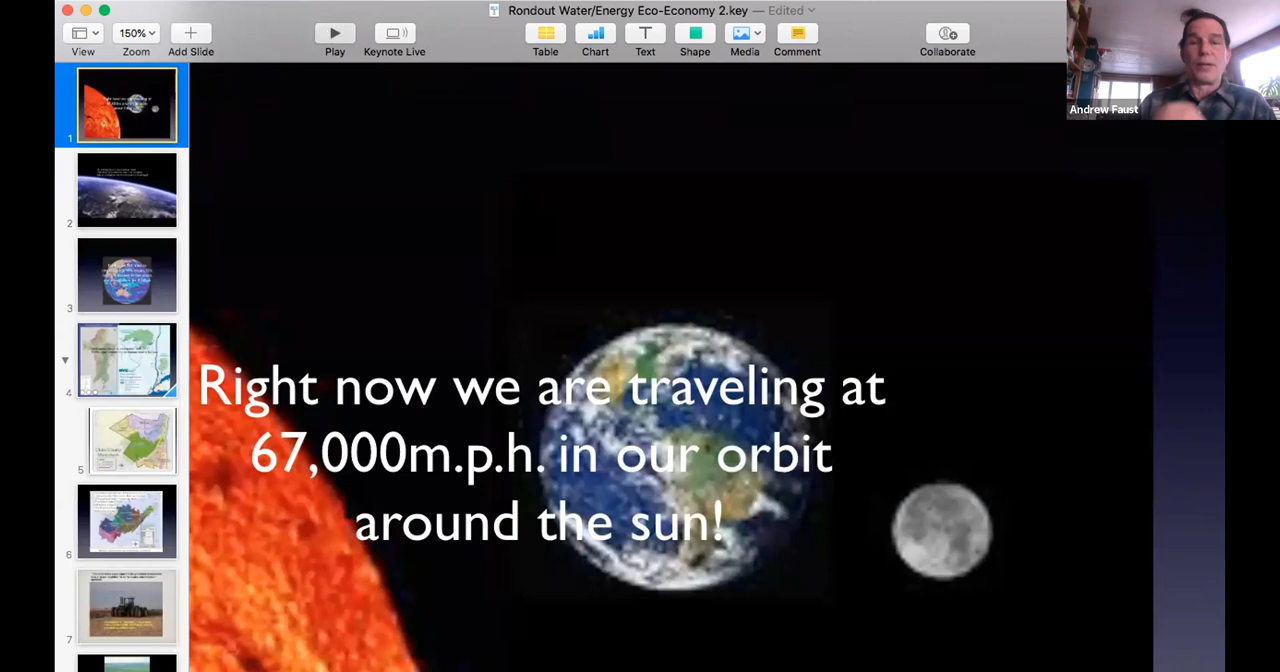 Rondout Water/Energy Eco-Economy 2.key — Edited
150%
View
Zoom
Add Slide
Play
Keynote Live
Table
Chart
Text
Shape
Media
Comment
Collaborate
Andrew Faust
1
2
3
4
5
6
7
Right now we are traveling at
67,000m.p.h. in our orbit
around the sun!